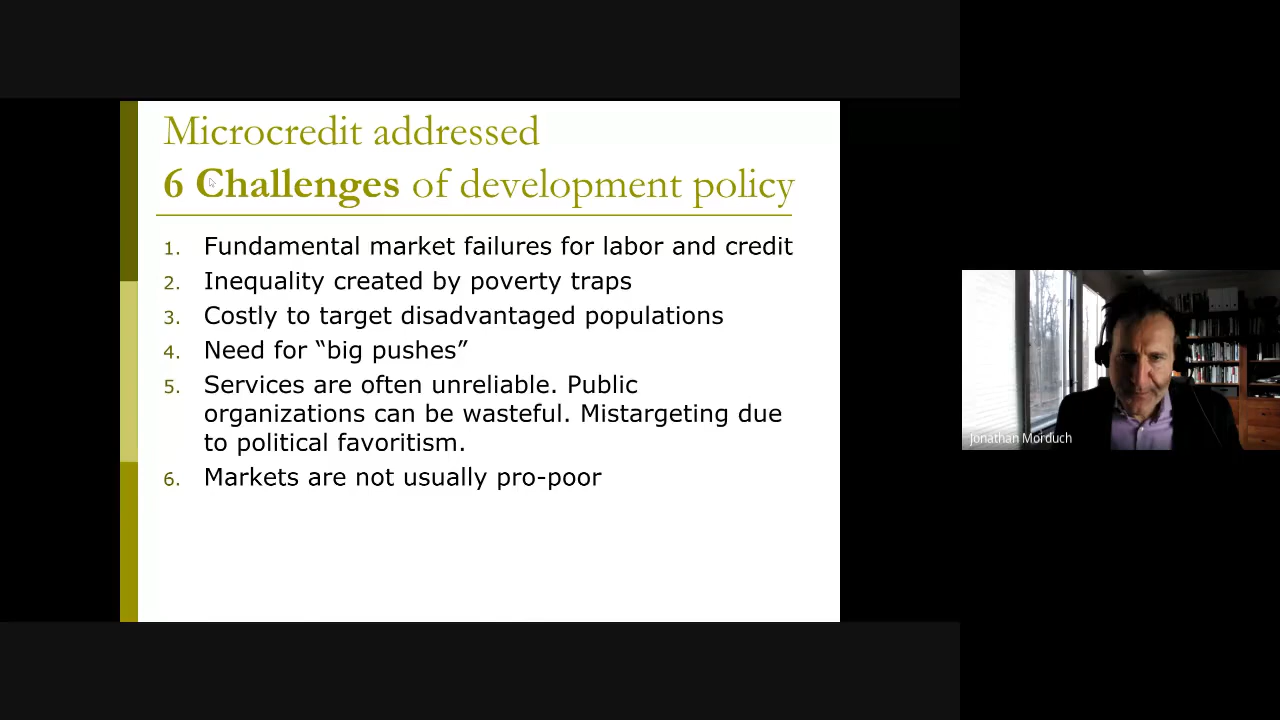 Microcredit addressed
6 Challenges of development policy
1. Fundamental market failures for labor and credit
2. Inequality created by poverty traps
3. Costly to target disadvantaged populations
4. Need for “big pushes”
5. Services are often unreliable. Public
organizations can be wasteful. Mistargeting due
to political favoritism.
6. Markets are not usually pro-poor
Jonathan Morduch